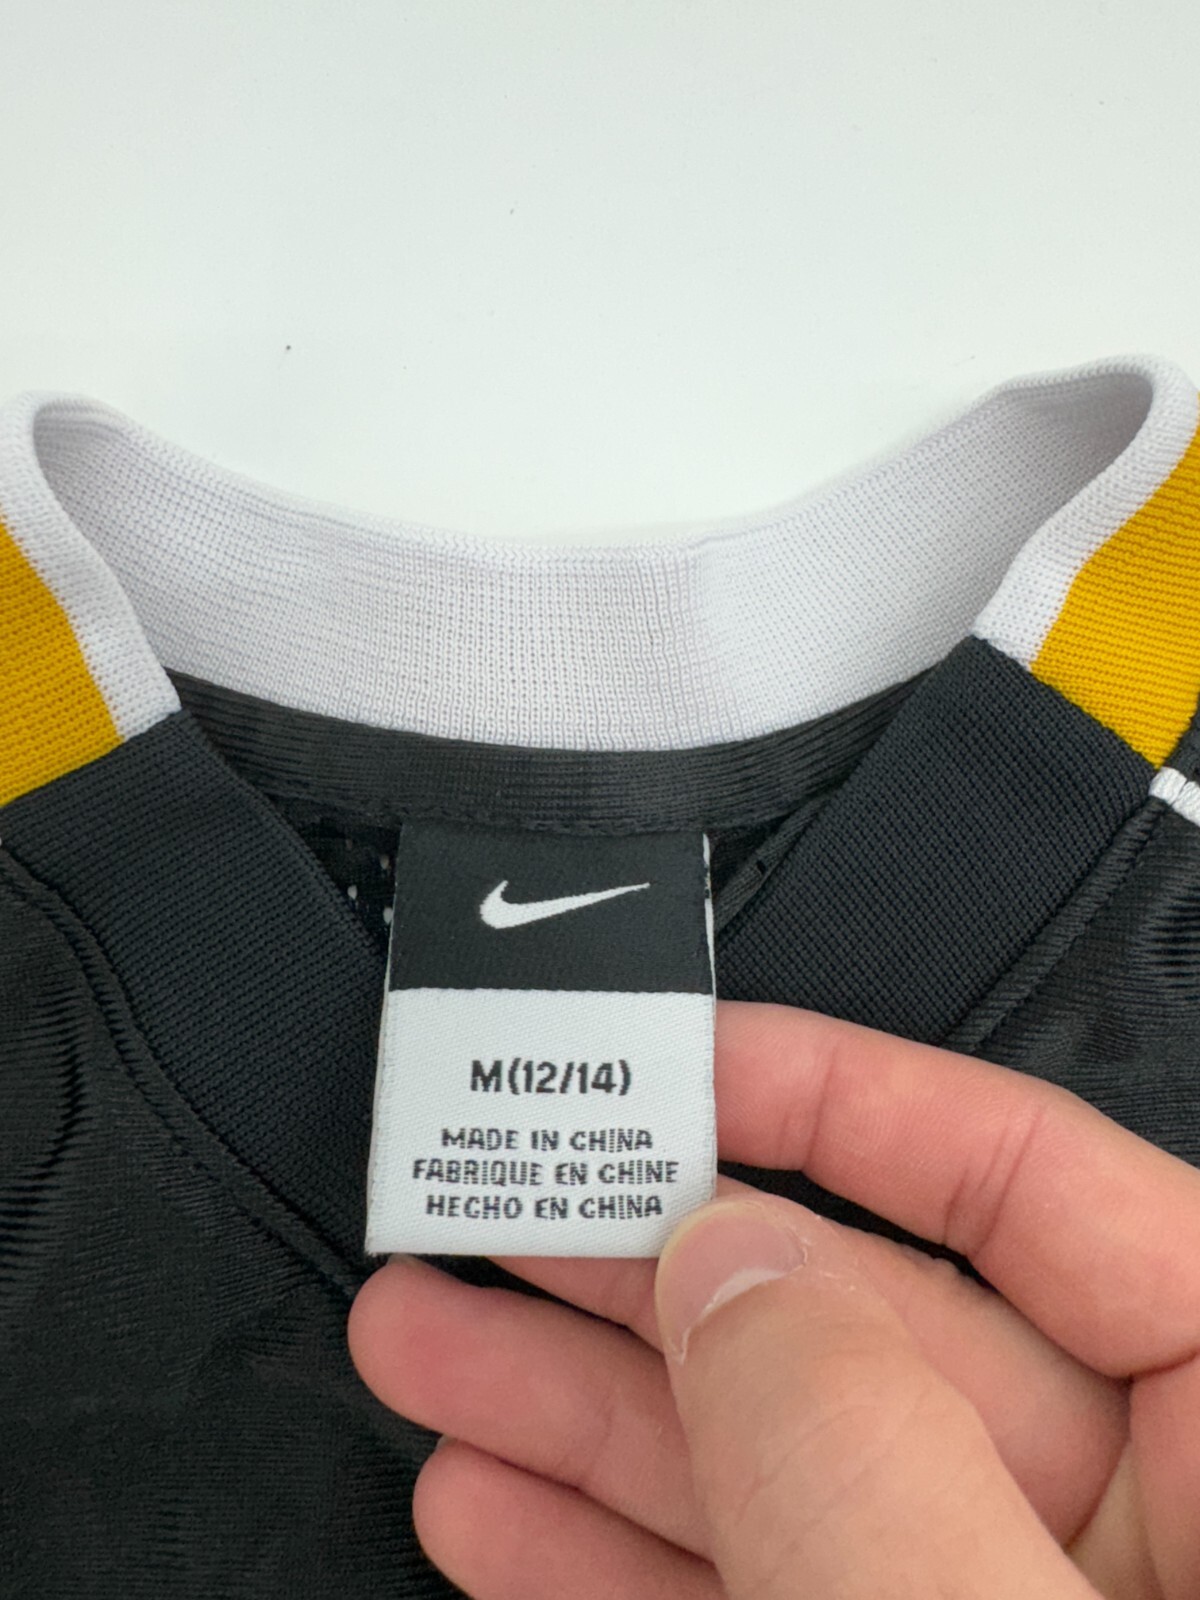 M(12/14)
MADE IN CHINA
FABRIQUE EN CHINE
HECHO EN CHINA